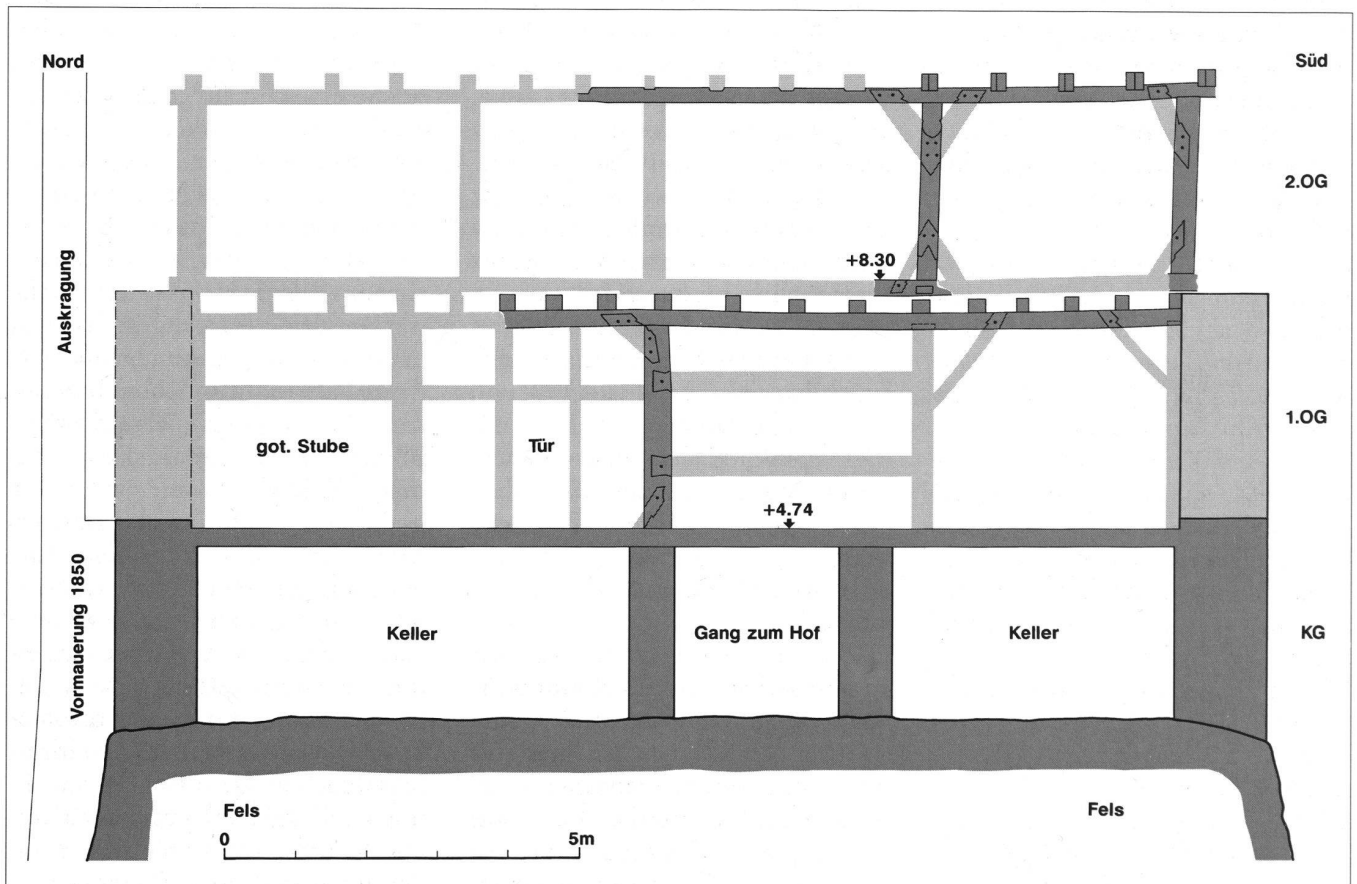 Nord
Süd
2.OG
Auskragung
+8.30
1.OG
got. Stube
Tür
+4.74
Vormauerung 1850
Keller
Gang zum Hof
Keller
KG
Fels
Fels
0
5m